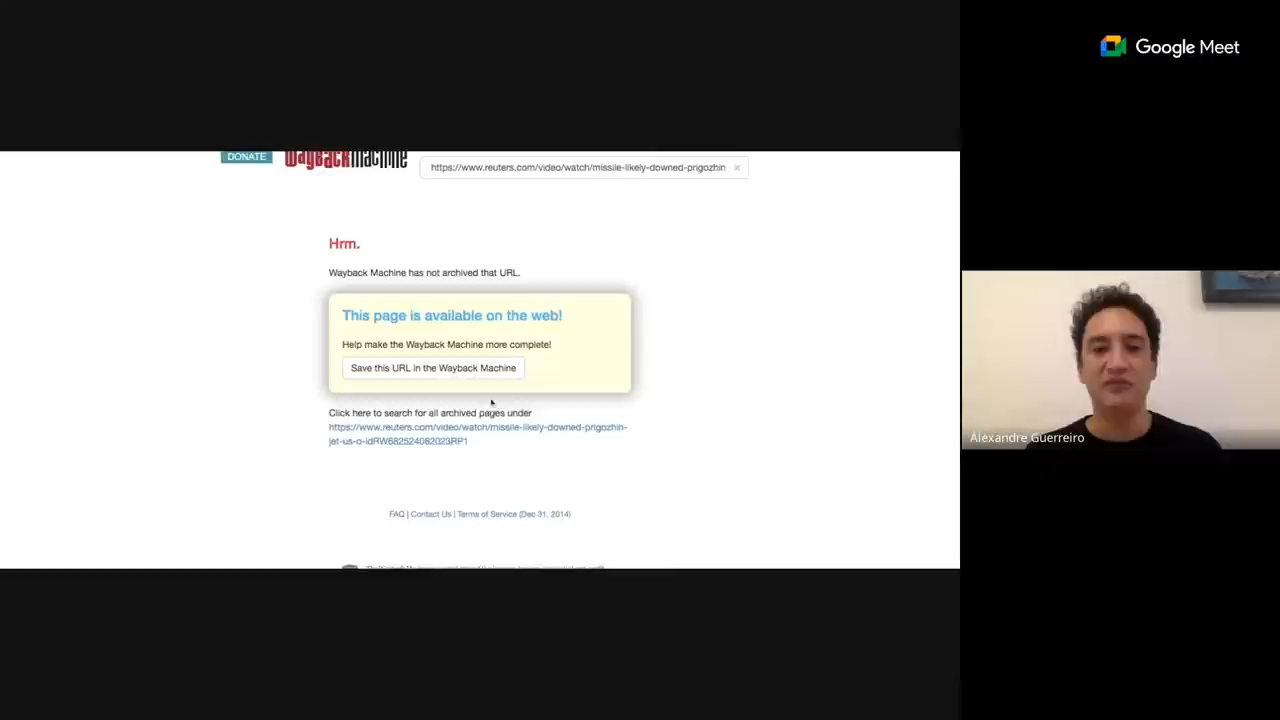 Google Meet
DONATE
WayBackMachine
https://www.reuters.com/video/watch/missile-likely-downed-prigozhin
Hrm.
Wayback Machine has not archived that URL.
This page is available on the web!
Help make the Wayback Machine more complete!
Save this URL in the Wayback Machine
Click here to search for all archived pages under
https://www.reuters.com/video/watch/missile-likely-downed-prigozhin-
jet-us-o-idRW682524082023RP1
Alexandre Guerreiro
FAQ | Contact Us | Terms of Service (Dec 31, 2014)